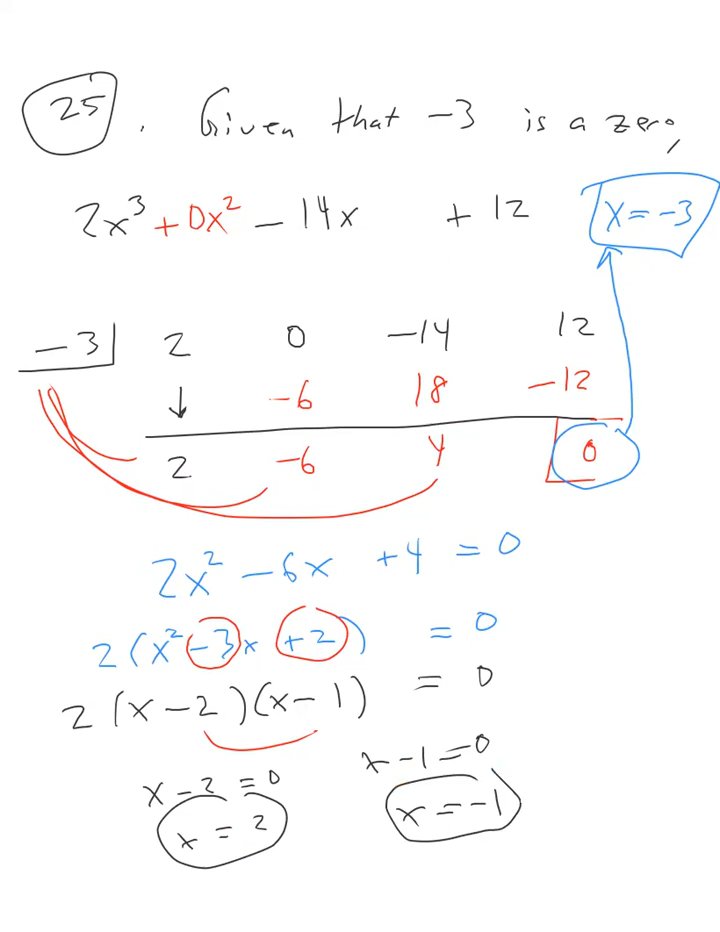 25. Given that -3 is a zero,
2x³ + 0x² - 14x + 12 x = -3
-3 2 0 -14 12
↓ -6 18 -12
2 -6 4 0
2x² - 6x + 4 = 0
2(x² - 3x + 2) = 0
2(x - 2)(x - 1) = 0
x - 2 = 0 x - 1 = 0
x = 2 x = -1